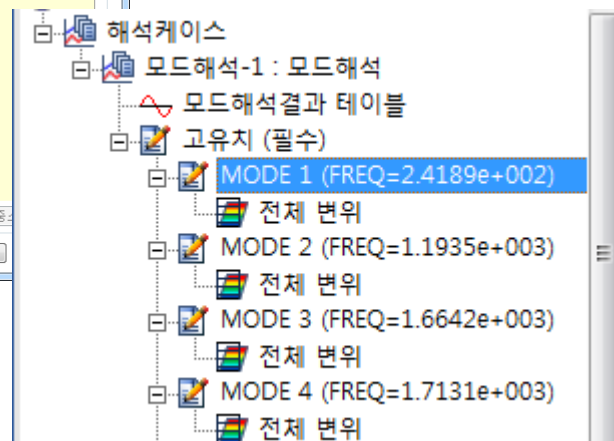 해석케이스
모드해석-1 : 모드해석
모드해석결과 테이블
고유치 (필수)
MODE 1 (FREQ=2.4189e+002)
전체 변위
MODE 2 (FREQ=1.1935e+003)
전체 변위
MODE 3 (FREQ=1.6642e+003)
전체 변위
MODE 4 (FREQ=1.7131e+003)
전체 변위